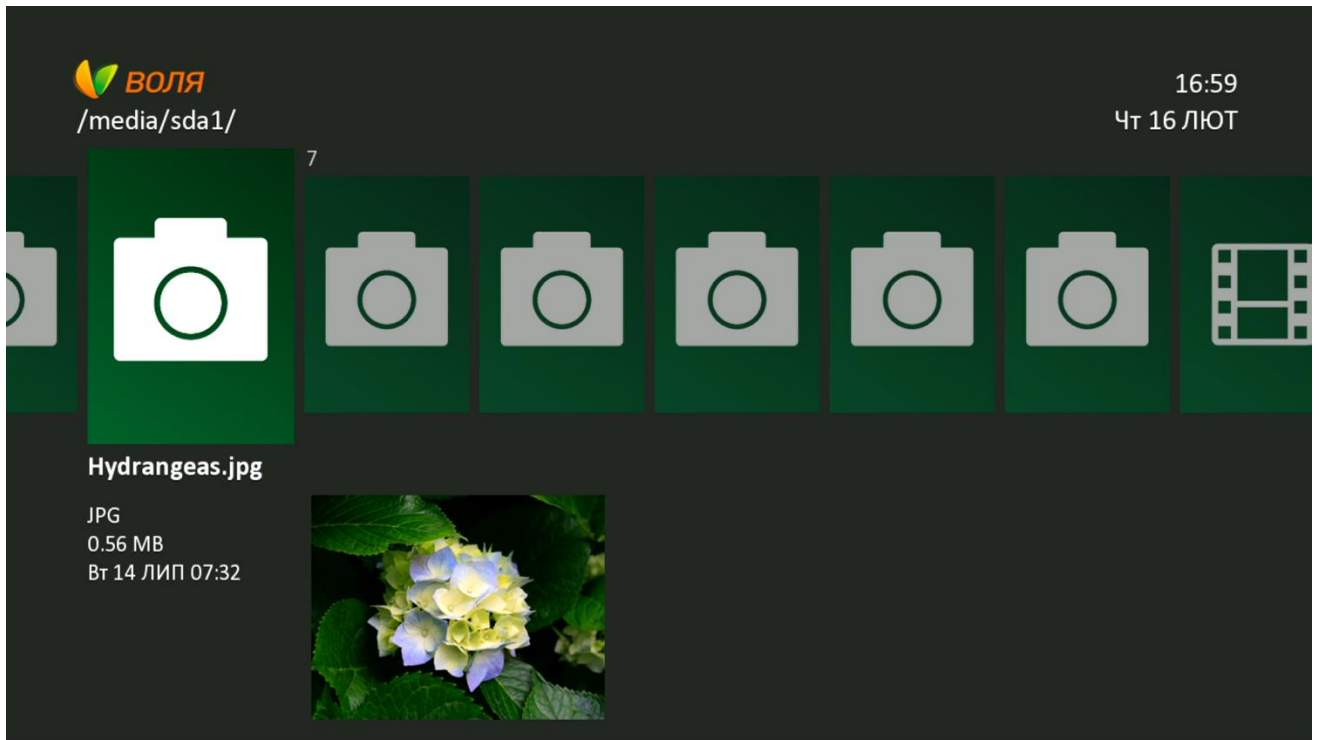 воля
/media/sda1/
16:59
Чт 16 ЛЮТ
7
Hydrangeas.jpg
JPG
0.56 MB
Вт 14 ЛИП 07:32